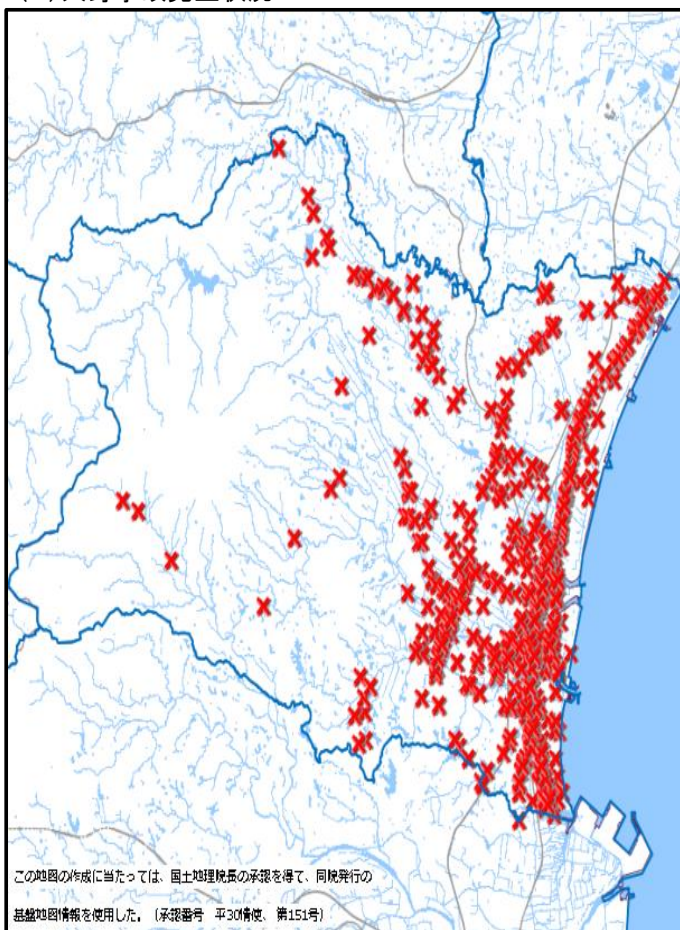 この地図の作成に当たっては、国土地理院長の承認を得て、同院発行の
基盤地図情報を使用した。（承認番号　平30情使、第151号）